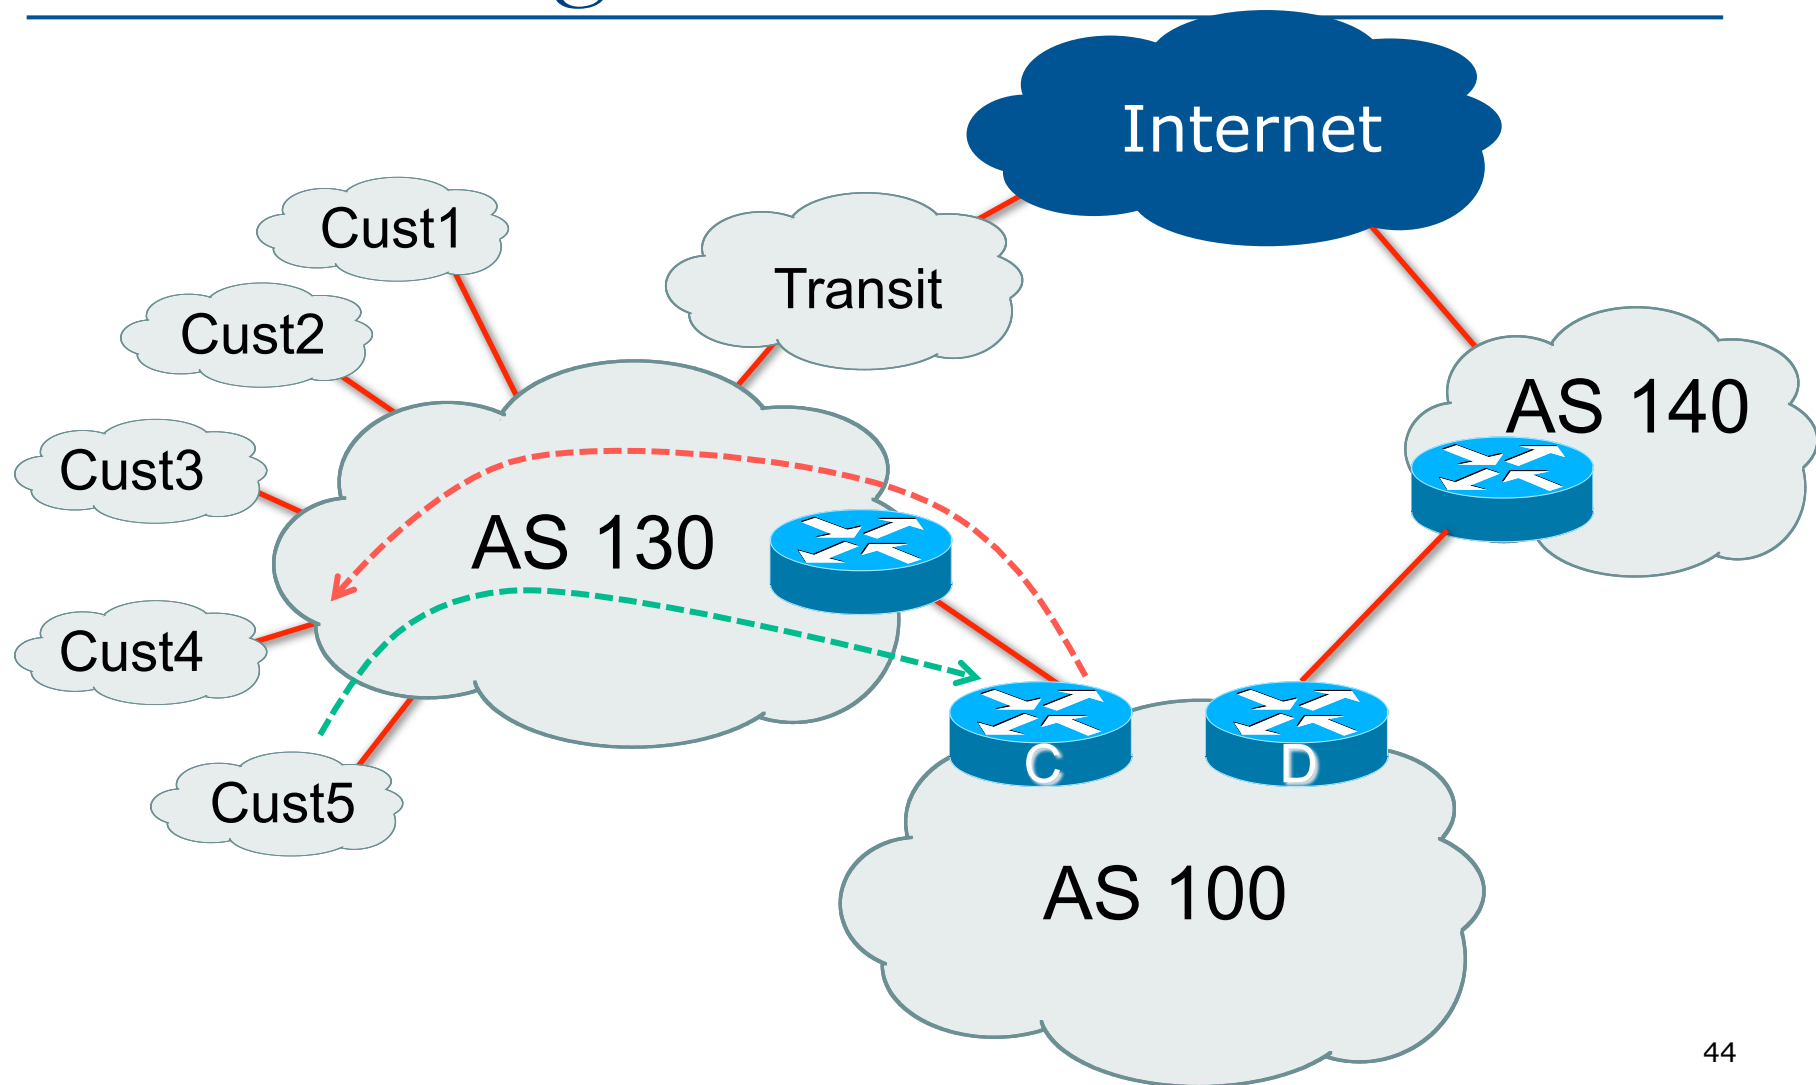 Internet
Cust1
Transit
Cust2
AS 140
Cust3
AS 130
Cust4
C
D
Cust5
AS 100
44